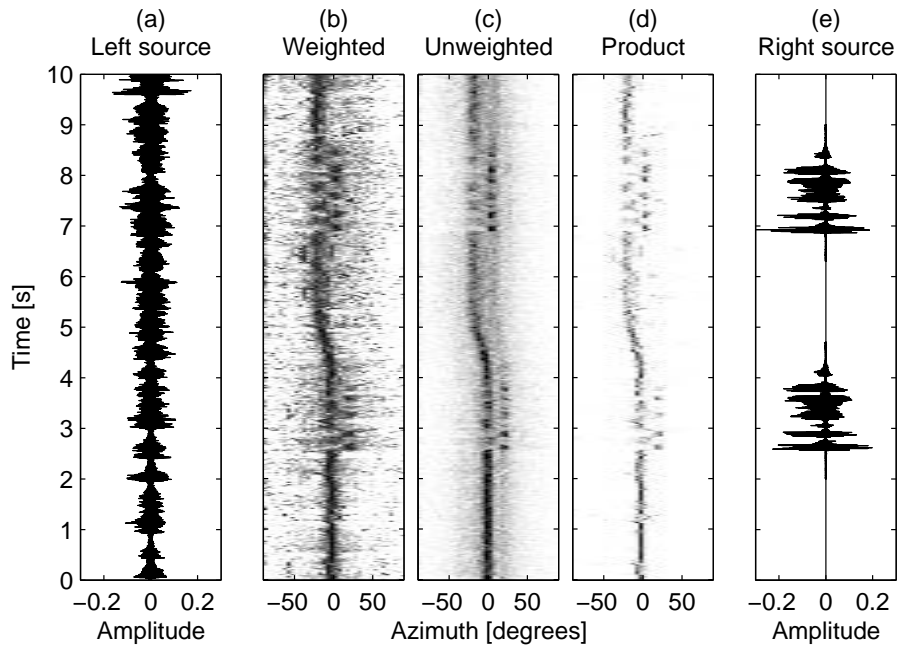 (a) (b) (c) (d) (e)
Left source Weighted Unweighted Product Right source
10
9
8
7
6
5
4
3
2
1
0
Time [s]
−0.2 0 0.2 −50 0 50 −50 0 50 −50 0 50 −0.2 0 0.2
Amplitude Azimuth [degrees] Amplitude